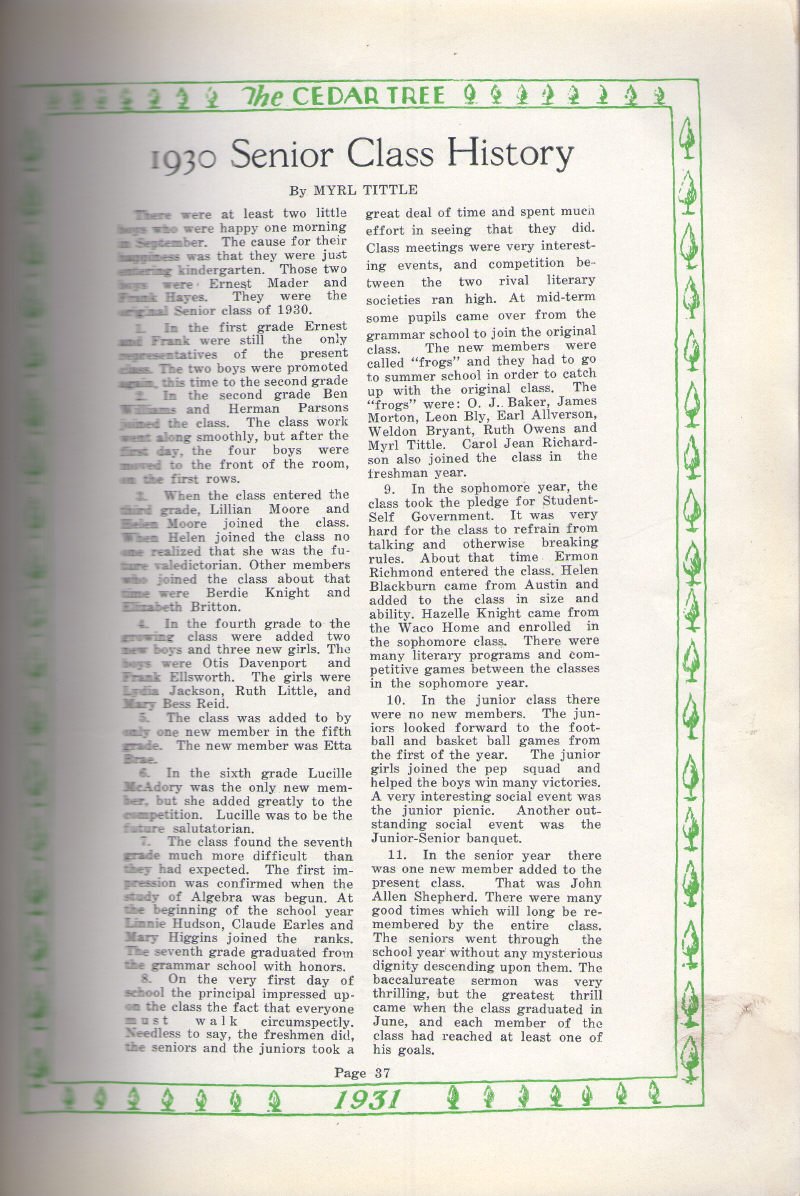 The CEDAR TREE
1930 Senior Class History
By MYRL TITTLE
There were at least two little
boys who were happy one morning
in September. The cause for their
happiness was that they were just
entering kindergarten. Those two
boys were Ernest Mader and
Frank Hayes. They were the
original Senior class of 1930.
1. In the first grade Ernest
and Frank were still the only
representatives of the present
class. The two boys were promoted
again, this time to the second grade
2. In the second grade Ben
Williams and Herman Parsons
joined the class. The class work
went along smoothly, but after the
first day, the four boys were
moved to the front of the room,
on the first rows.
3. When the class entered the
third grade, Lillian Moore and
Helen Moore joined the class.
When Helen joined the class no
one realized that she was the fu-
ture valedictorian. Other members
who joined the class about that
time were Berdie Knight and
Elizabeth Britton.
4. In the fourth grade to the
growing class were added two
new boys and three new girls. The
boys were Otis Davenport and
Frank Ellsworth. The girls were
Lydia Jackson, Ruth Little, and
Mary Bess Reid.
5. The class was added to by
only one new member in the fifth
grade. The new member was Etta
Brae.
6. In the sixth grade Lucille
McAdory was the only new mem-
ber, but she added greatly to the
competition. Lucille was to be the
future salutatorian.
7. The class found the seventh
grade much more difficult than
they had expected. The first im-
pression was confirmed when the
study of Algebra was begun. At
the beginning of the school year
Linnie Hudson, Claude Earles and
Mary Higgins joined the ranks.
The seventh grade graduated from
the grammar school with honors.
8. On the very first day of
school the principal impressed up-
on the class the fact that everyone
must walk circumspectly.
Needless to say, the freshmen did,
the seniors and the juniors took a
great deal of time and spent much
effort in seeing that they did.
Class meetings were very interest-
ing events, and competition be-
tween the two rival literary
societies ran high. At mid-term
some pupils came over from the
grammar school to join the original
class. The new members were
called "frogs" and they had to go
to summer school in order to catch
up with the original class. The
"frogs" were: O. J. Baker, James
Morton, Leon Bly, Earl Allverson,
Weldon Bryant, Ruth Owens and
Myrl Tittle. Carol Jean Richard-
son also joined the class in the
freshman year.
9. In the sophomore year, the
class took the pledge for Student-
Self Government. It was very
hard for the class to refrain from
talking and otherwise breaking
rules. About that time Ermon
Richmond entered the class. Helen
Blackburn came from Austin and
added to the class in size and
ability. Hazelle Knight came from
the Waco Home and enrolled in
the sophomore class. There were
many literary programs and com-
petitive games between the classes
in the sophomore year.
10. In the junior class there
were no new members. The jun-
iors looked forward to the foot-
ball and basket ball games from
the first of the year. The junior
girls joined the pep squad and
helped the boys win many victories.
A very interesting social event was
the junior picnic. Another out-
standing social event was the
Junior-Senior banquet.
11. In the senior year there
was one new member added to the
present class. That was John
Allen Shepherd. There were many
good times which will long be re-
membered by the entire class.
The seniors went through the
school year without any mysterious
dignity descending upon them. The
baccalureate sermon was very
thrilling, but the greatest thrill
came when the class graduated in
June, and each member of the
class had reached at least one of
his goals.
Page 37
1931